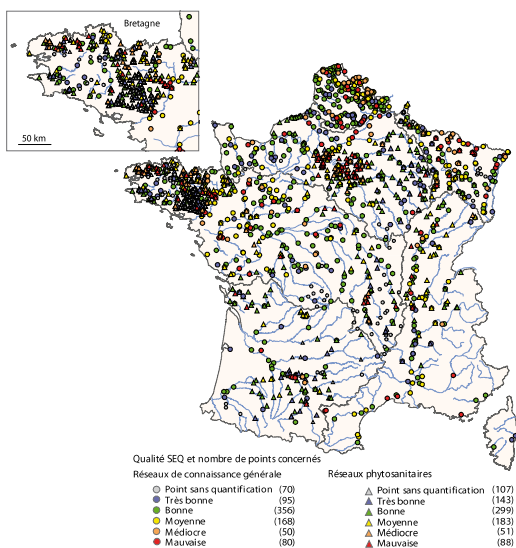 Bretagne
50 km
Qualité SEQ et nombre de points concernés
Réseaux de connaissance générale
Point sans quantification (70)
Très bonne (95)
Bonne (356)
Moyenne (168)
Médiocre (50)
Mauvaise (80)
Réseaux phytosanitaires
Point sans quantification (107)
Très bonne (143)
Bonne (299)
Moyenne (183)
Médiocre (51)
Mauvaise (88)